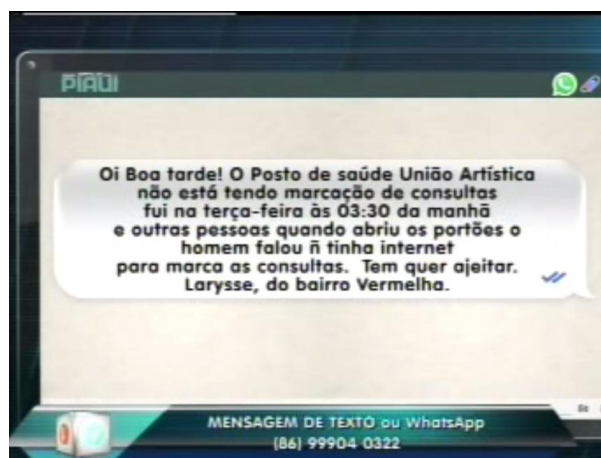 PIAUÍ
Oi Boa tarde! O Posto de saúde União Artística
não está tendo marcação de consultas
fui na terça-feira às 03:30 da manhã
e outras pessoas quando abriu os portões o
homem falou ñ tinha internet
para marca as consultas. Tem quer ajeitar.
Larysse, do bairro Vermelha.
MENSAGEM DE TEXTO ou WhatsApp
(86) 99904 0322